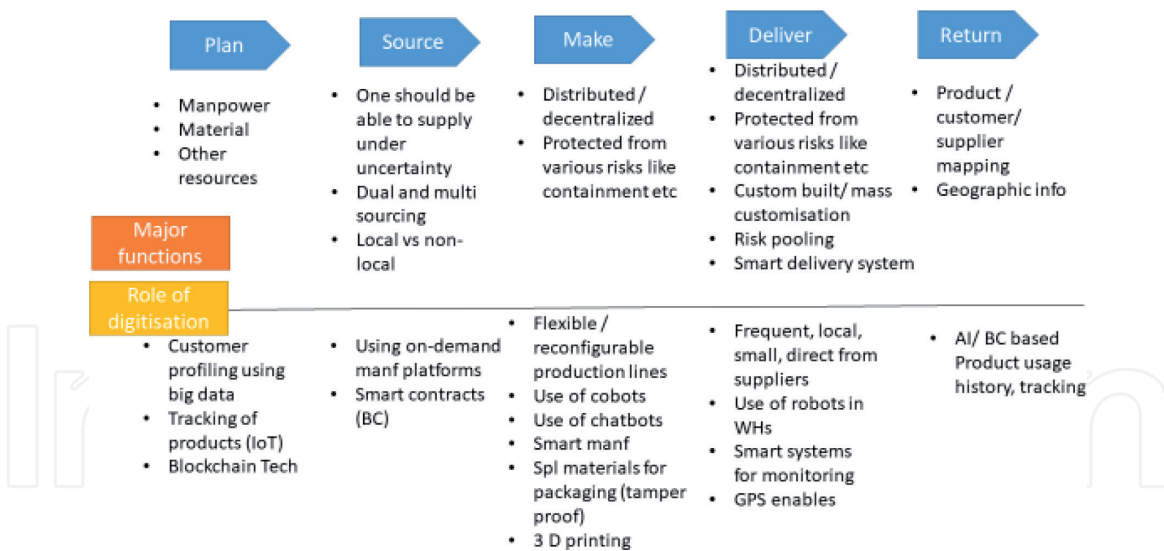 Plan
Source
Make
Deliver
Return
• Manpower
• Material
• Other
resources
• One should be
able to supply
under
uncertainty
• Dual and multi
sourcing
• Local vs non-
local
• Distributed /
decentralized
• Protected from
various risks like
containment etc
• Distributed /
decentralized
• Protected from
various risks like
containment etc
• Custom built/ mass
customisation
• Risk pooling
• Smart delivery system
• Product /
customer/
supplier
mapping
• Geographic info
Major
functions
Role of
digitisation
• Customer
profiling using
big data
• Tracking of
products (IoT)
• Blockchain Tech
• Using on-demand
manf platforms
• Smart contracts
(BC)
• Flexible /
reconfigurable
production lines
• Use of cobots
• Use of chatbots
• Smart manf
• Spl materials for
packaging (tamper
proof)
• 3 D printing
• Frequent, local,
small, direct from
suppliers
• Use of robots in
WHs
• Smart systems
for monitoring
• GPS enables
• AI/ BC based
Product usage
history, tracking